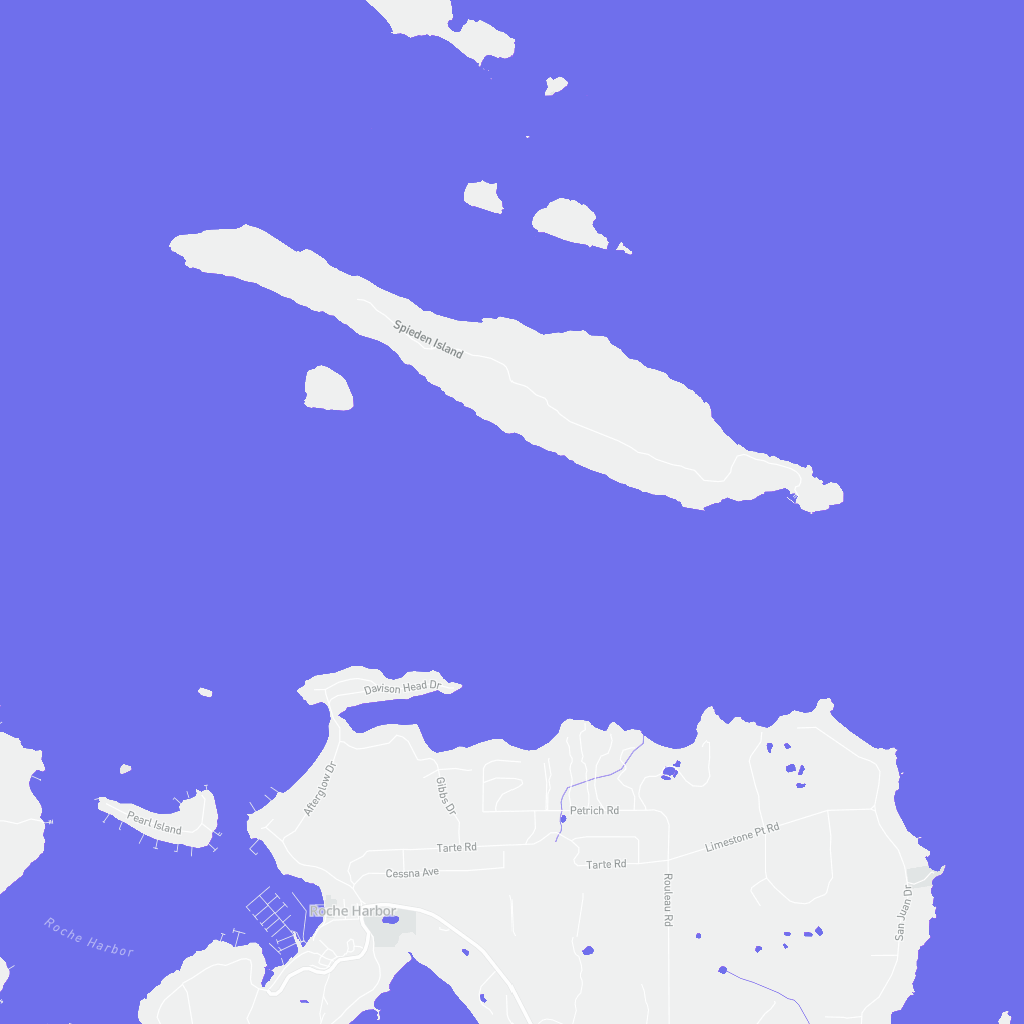 Spieden Island
Davison Head Dr
Afterglow Dr
Gibbs Dr
Pearl Island
Petrich Rd
Limestone Pt Rd
Tarte Rd
Tarte Rd
Cessna Ave
Rouleau Rd
San Juan Dr
Roche Harbor
Roche Harbor